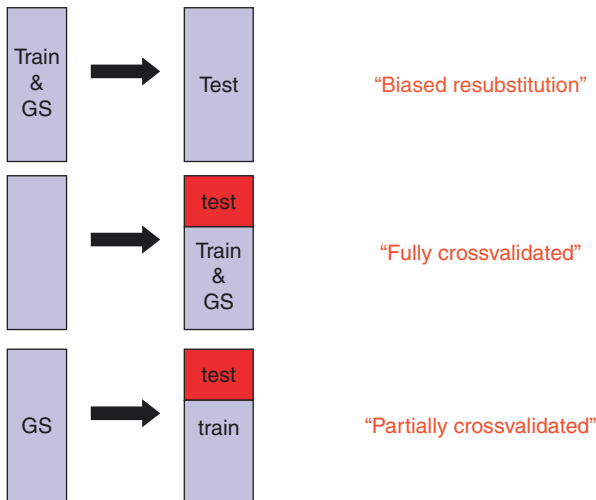 Train
&
GS
Test
“Biased resubstitution”
test
Train
&
GS
“Fully crossvalidated”
GS
test
train
“Partially crossvalidated”